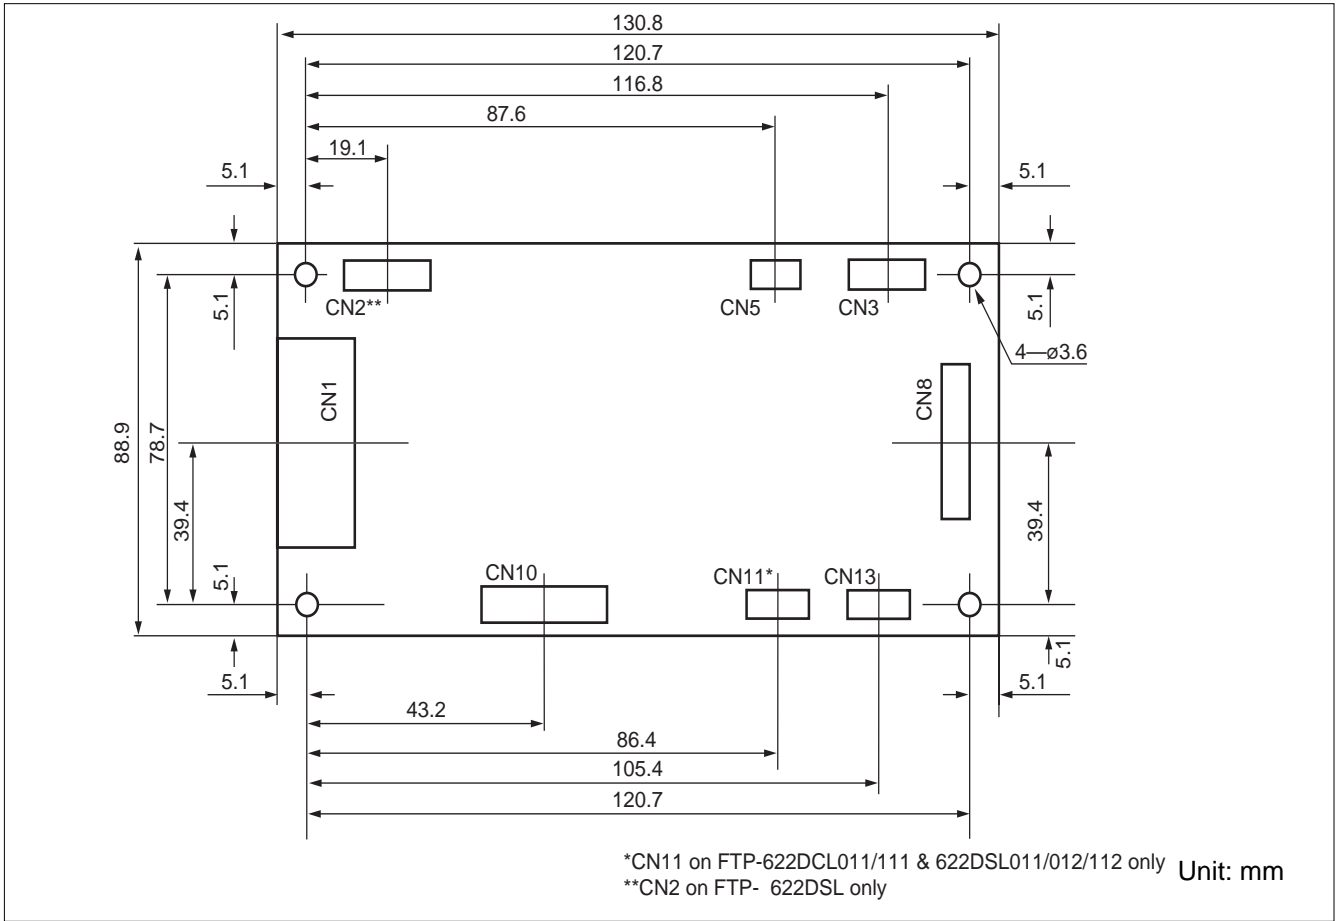 130.8
120.7
116.8
87.6
19.1
5.1
5.1
5.1
5.1
CN2**
CN5
CN3
4—ø3.6
CN1
CN8
88.9
78.7
39.4
39.4
5.1
CN10
CN11*
CN13
5.1
5.1
5.1
43.2
86.4
105.4
120.7
*CN11 on FTP-622DCL011/111 & 622DSL011/012/112 only
Unit: mm
**CN2 on FTP- 622DSL only